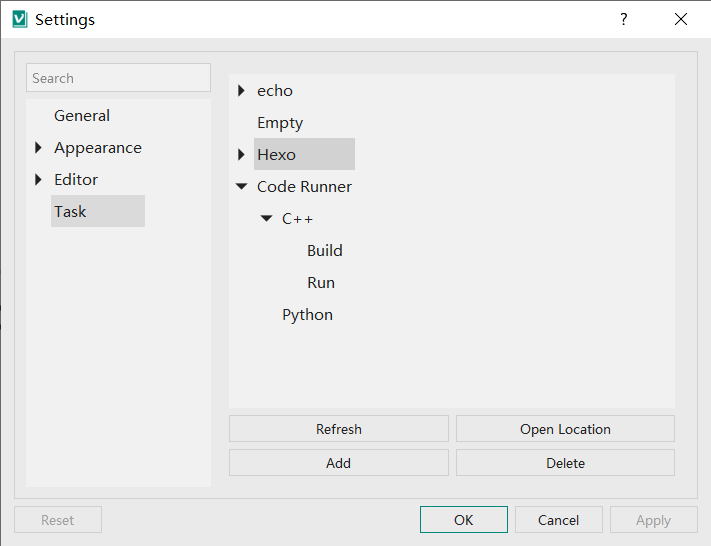 Settings
?
Search
General
Appearance
Editor
Task
echo
Empty
Hexo
Code Runner
C++
Build
Run
Python
Refresh
Open Location
Add
Delete
Reset
OK
Cancel
Apply